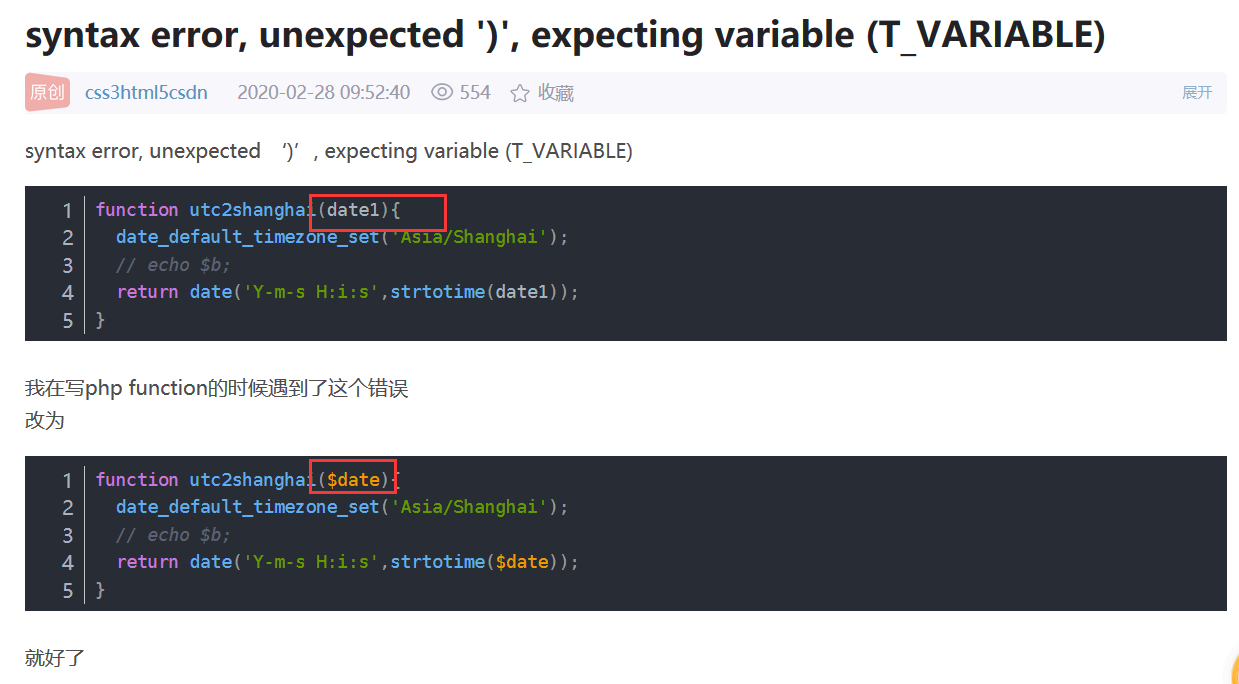 syntax error, unexpected ')', expecting variable (T_VARIABLE)
原创 css3html5csdn 2020-02-28 09:52:40 554 收藏 展开
syntax error, unexpected ‘)’, expecting variable (T_VARIABLE)
1 function utc2shanghai(date1){
2 date_default_timezone_set('Asia/Shanghai');
3 // echo $b;
4 return date('Y-m-s H:i:s',strtotime(date1));
5 }
我在写php function的时候遇到了这个错误
改为
1 function utc2shanghai($date){
2 date_default_timezone_set('Asia/Shanghai');
3 // echo $b;
4 return date('Y-m-s H:i:s',strtotime($date));
5 }
就好了